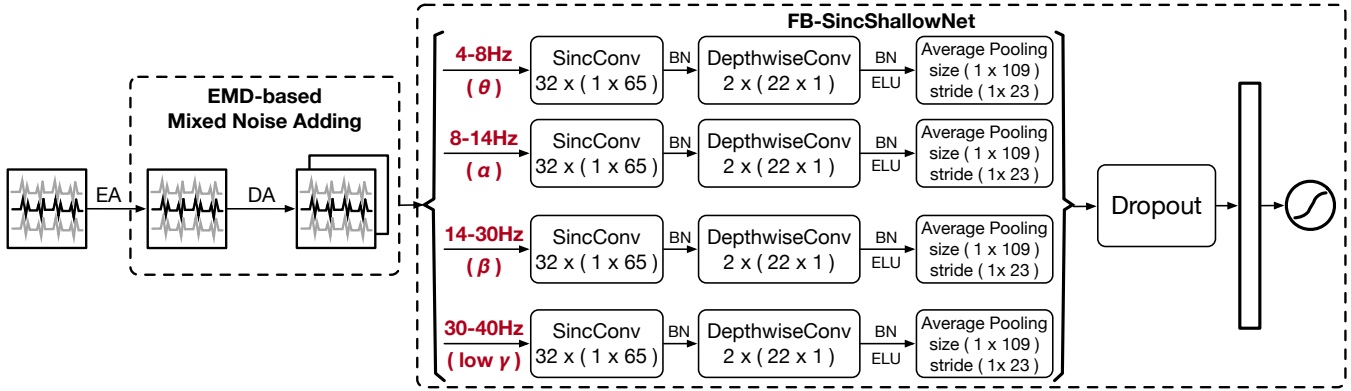 FB-SincShallowNet
EMD-based
Mixed Noise Adding
EA
DA
4-8Hz
( θ )
SincConv
32 x ( 1 x 65 )
BN
DepthwiseConv
2 x ( 22 x 1 )
BN
ELU
Average Pooling
size ( 1 x 109 )
stride ( 1x 23 )
8-14Hz
( α )
SincConv
32 x ( 1 x 65 )
BN
DepthwiseConv
2 x ( 22 x 1 )
BN
ELU
Average Pooling
size ( 1 x 109 )
stride ( 1x 23 )
14-30Hz
( β )
SincConv
32 x ( 1 x 65 )
BN
DepthwiseConv
2 x ( 22 x 1 )
BN
ELU
Average Pooling
size ( 1 x 109 )
stride ( 1x 23 )
30-40Hz
( low γ )
SincConv
32 x ( 1 x 65 )
BN
DepthwiseConv
2 x ( 22 x 1 )
BN
ELU
Average Pooling
size ( 1 x 109 )
stride ( 1x 23 )
Dropout